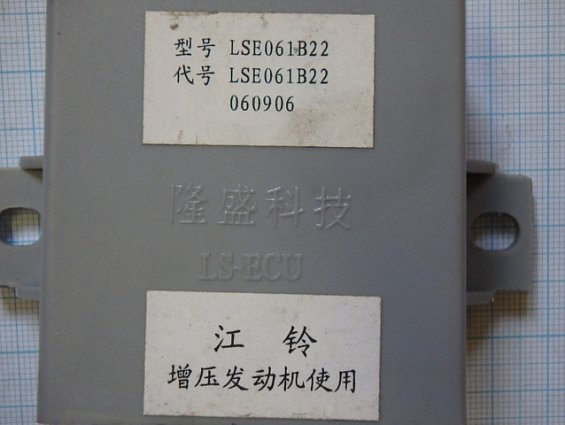 型号 LSE061B22
代号 LSE061B22
060906
隆盛科技
LS-ECU
江 铃
增压发动机使用